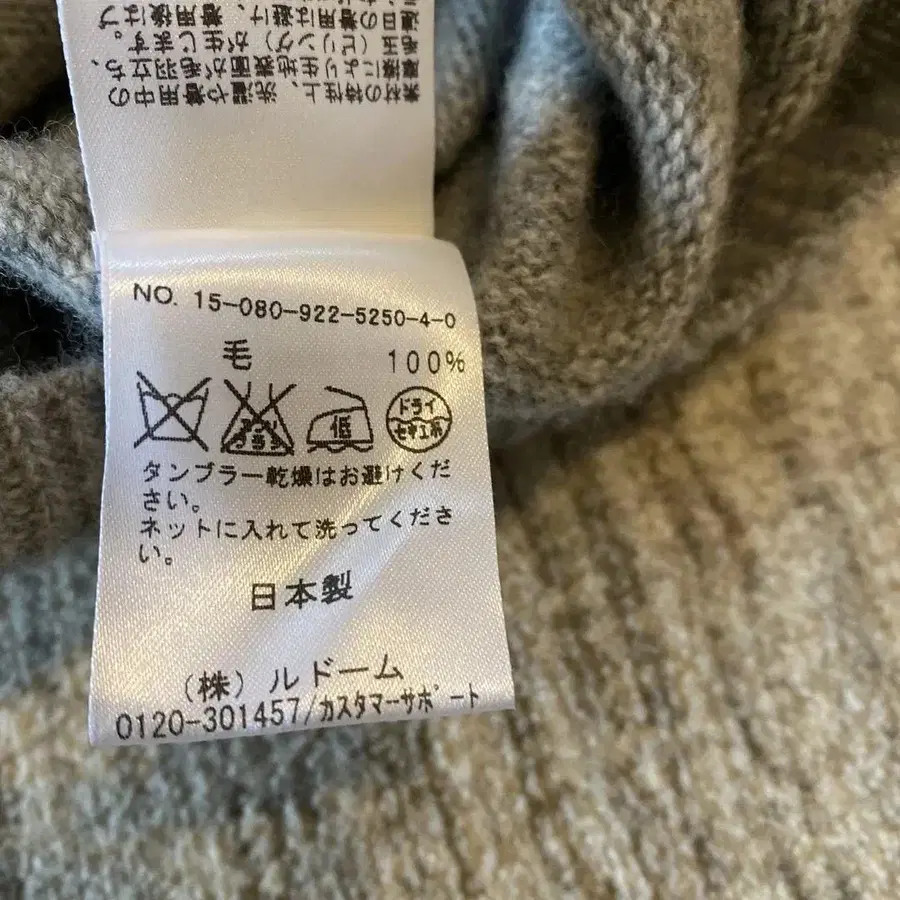 素材の特性上、洗濯や着用中の
摩擦により生地表面が毛羽立ち、
毛玉(ピリング)が生じます。
連日の着用は避け、着用後はブ
NO. 15-080-922-5250-4-0
毛 100%
低
ドライ
セキユ系
タンブラー乾燥はお避けくだ
さい。
ネットに入れて洗ってくださ
い。
日本製
(株)ルドーム
0120-301457/カスタマーサポート